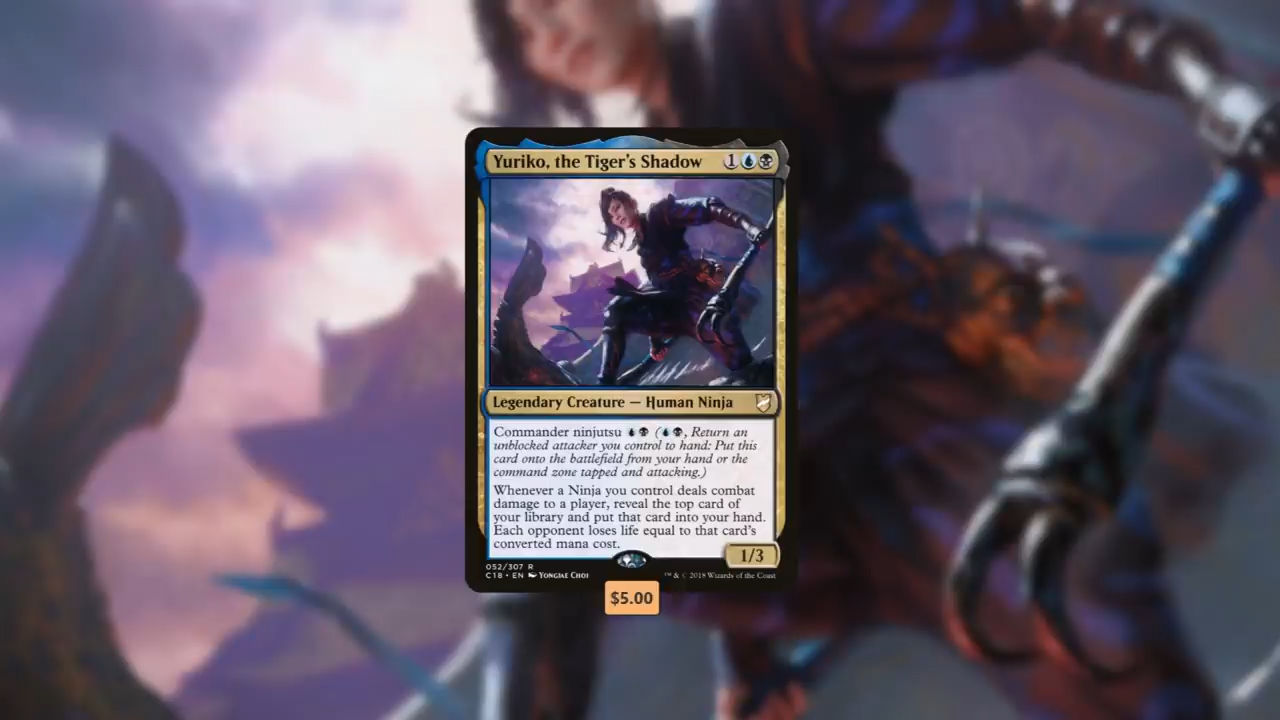 Yuriko, the Tiger's Shadow 1
Legendary Creature — Human Ninja
Commander ninjutsu (, Return an
unblocked attacker you control to hand: Put this
card onto the battlefield from your hand or the
command zone tapped and attacking.)
Whenever a Ninja you control deals combat
damage to a player, reveal the top card of
your library and put that card into your hand.
Each opponent loses life equal to that card's
converted mana cost.
1/3
052/307 R
C18 • EN Yongjae Choi ™ & © 2018 Wizards of the Coast
$5.00